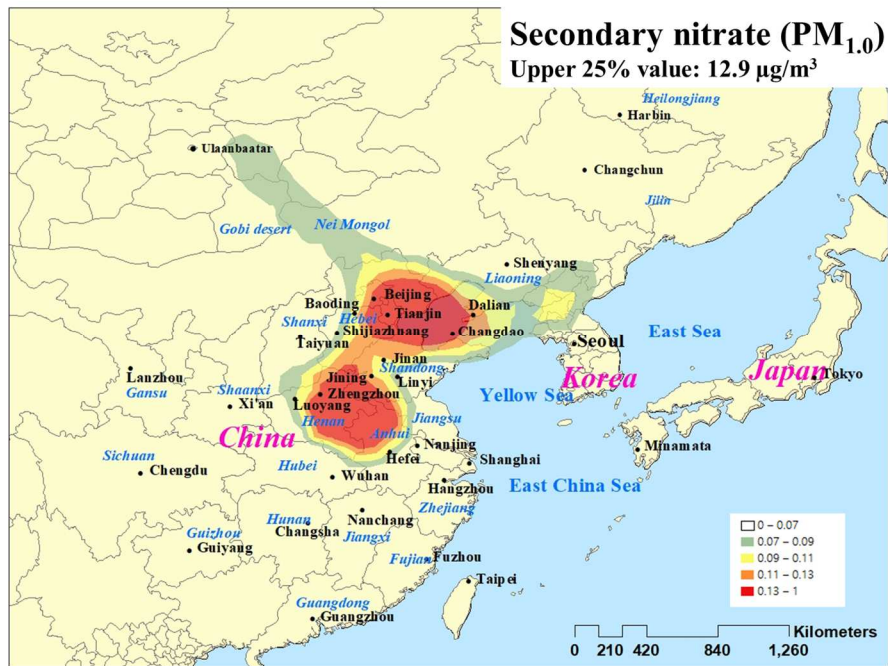 Secondary nitrate (PM1.0)
Upper 25% value: 12.9 μg/m3
Heilongjiang
Harbin
Ulaanbaatar
Changchun
Jilin
Gobi desert
Nei Mongol
Shenyang
Liaoning
Beijing
Baoding
Dalian
Hebei
Tianjin
Shanxi
Shijiazhuang
Changdao
East Sea
Taiyuan
Seoul
Jinan
Shandong
Lanzhou
Gansu
Jining
Linyi
Korea
Japan
Tokyo
Shaanxi
Zhengzhou
Yellow Sea
Xi'an
Luoyang
Henan
Jiangsu
China
Anhui
Nanjing
Minamata
Sichuan
Hefei
Chengdu
Hubei
Shanghai
Wuhan
Hangzhou
East China Sea
Zhejiang
Hunan
Nanchang
Guizhou
Changsha
Jiangxi
Guiyang
Fujian
Fuzhou
Taipei
Guangdong
Guangzhou
0 – 0.07
0.07 – 0.09
0.09 – 0.11
0.11 – 0.13
0.13 – 1
Kilometers
0 210 420 840 1,260